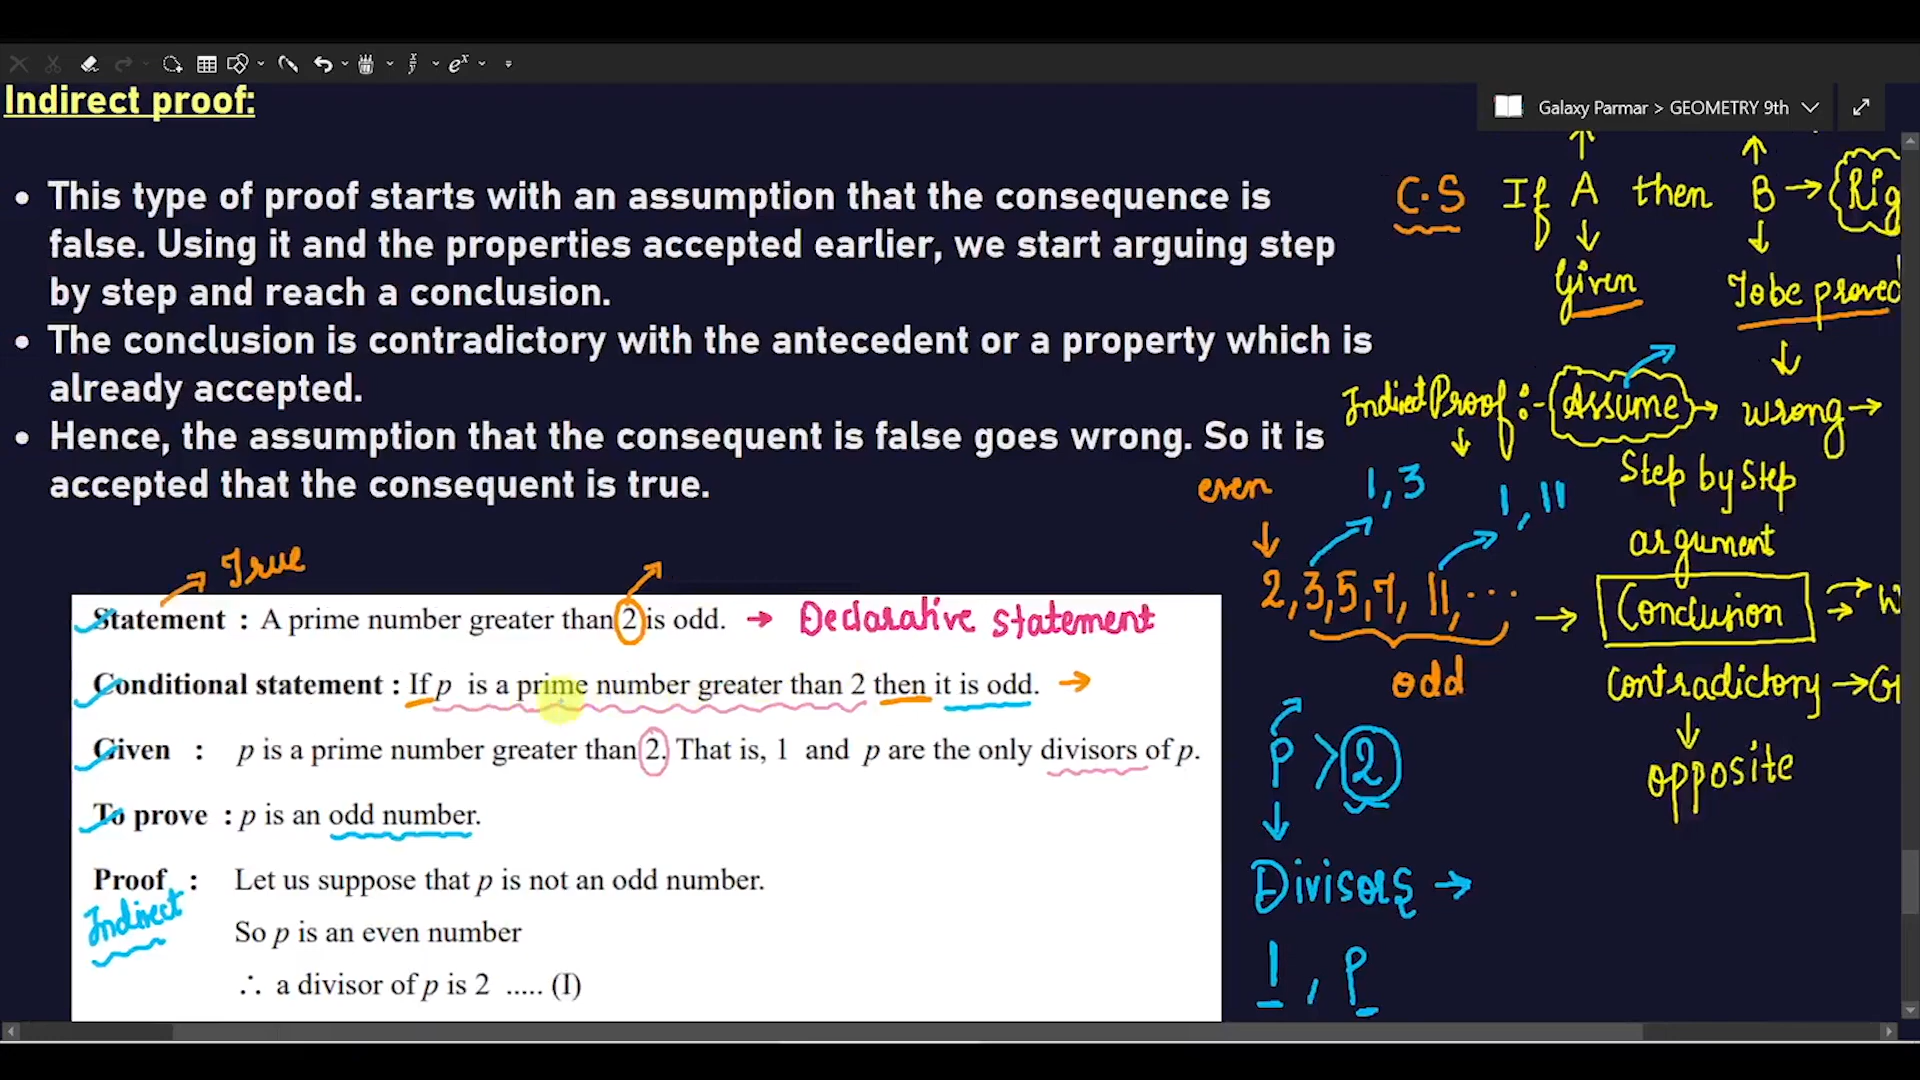 Galaxy Parmar > GEOMETRY 9th
Indirect proof:
• This type of proof starts with an assumption that the consequence is
false. Using it and the properties accepted earlier, we start arguing step
by step and reach a conclusion.
• The conclusion is contradictory with the antecedent or a property which is
already accepted.
• Hence, the assumption that the consequent is false goes wrong. So it is
accepted that the consequent is true.
True
Statement : A prime number greater than 2 is odd. → Declarative statement
Conditional statement : If p is a prime number greater than 2 then it is odd. →
Given : p is a prime number greater than 2. That is, 1 and p are the only divisors of p.
To prove : p is an odd number.
Proof : Let us suppose that p is not an odd number.
Indirect
So p is an even number
∴ a divisor of p is 2 ..... (I)
C.S If A then B →
Given
To be proved
Indirect Proof :- Assume → wrong →
Step by Step
argument
Conclusion
contradictory →
opposite
even
1, 3
1, 11
2, 3, 5, 7, 11, ... →
odd
P > 2
Divisors →
1, P